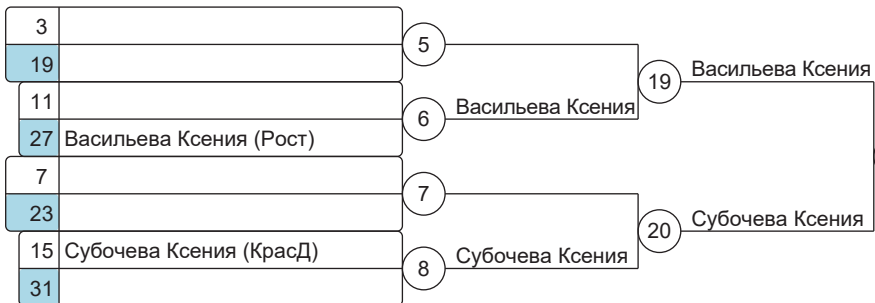 3
5
19
19 Васильева Ксения
11
6 Васильева Ксения
27 Васильева Ксения (Рост)
7
7
23
20 Субочева Ксения
15 Субочева Ксения (КрасД)
8 Субочева Ксения
31